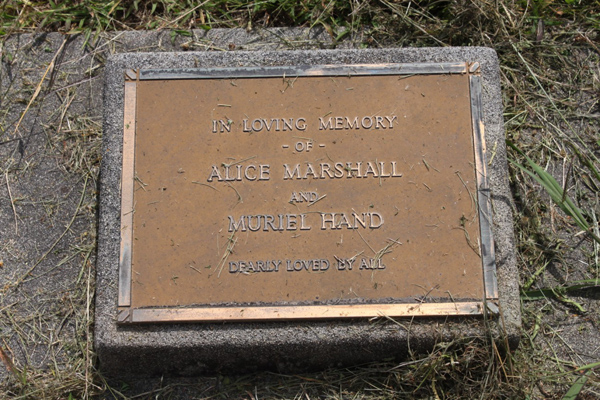 IN LOVING MEMORY
- OF -
ALICE MARSHALL
AND
MURIEL HAND
DEARLY LOVED BY ALL